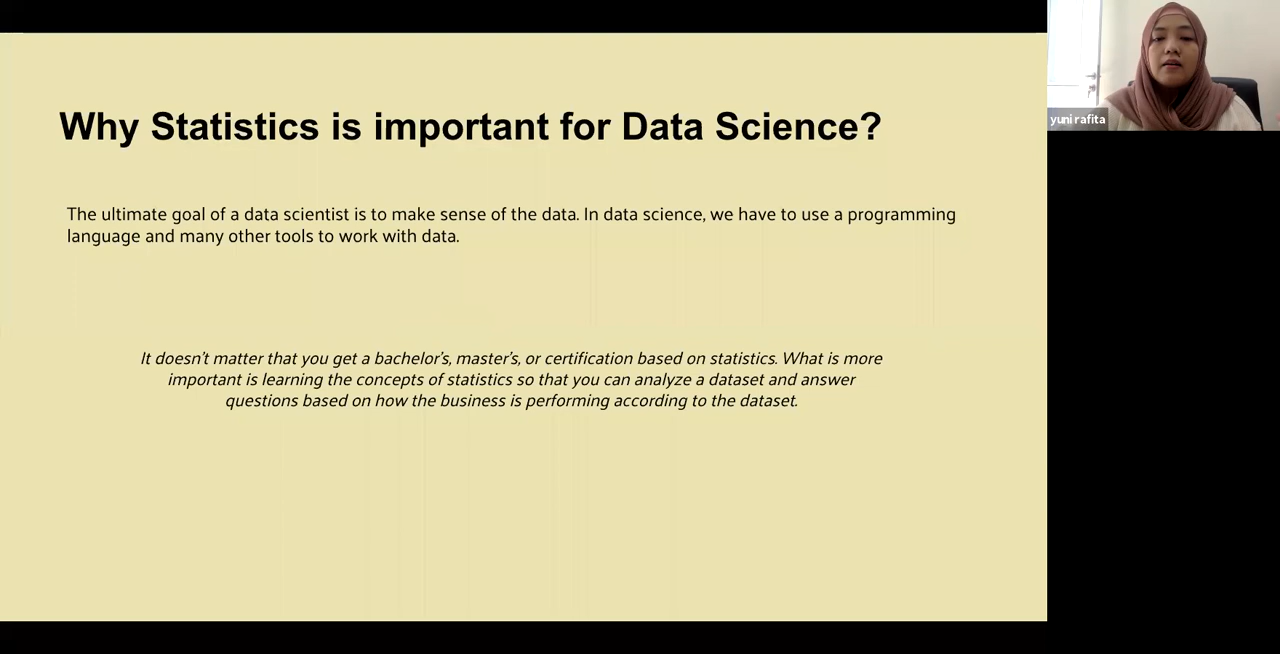 Why Statistics is important for Data Science?
The ultimate goal of a data scientist is to make sense of the data. In data science, we have to use a programming
language and many other tools to work with data.
It doesn't matter that you get a bachelor's, master's, or certification based on statistics. What is more
important is learning the concepts of statistics so that you can analyze a dataset and answer
questions based on how the business is performing according to the dataset.
yuni rafita